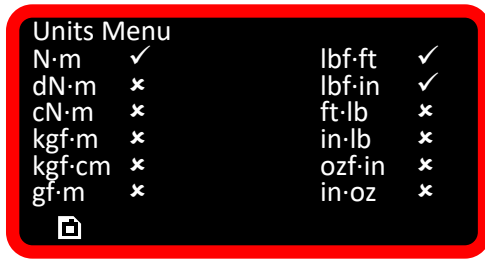 Units Menu
N·m ✓ lbf·ft ✓
dN·m × lbf·in ✓
cN·m × ft·lb ×
kgf·m × in·lb ×
kgf·cm × ozf·in ×
gf·m × in·oz ×